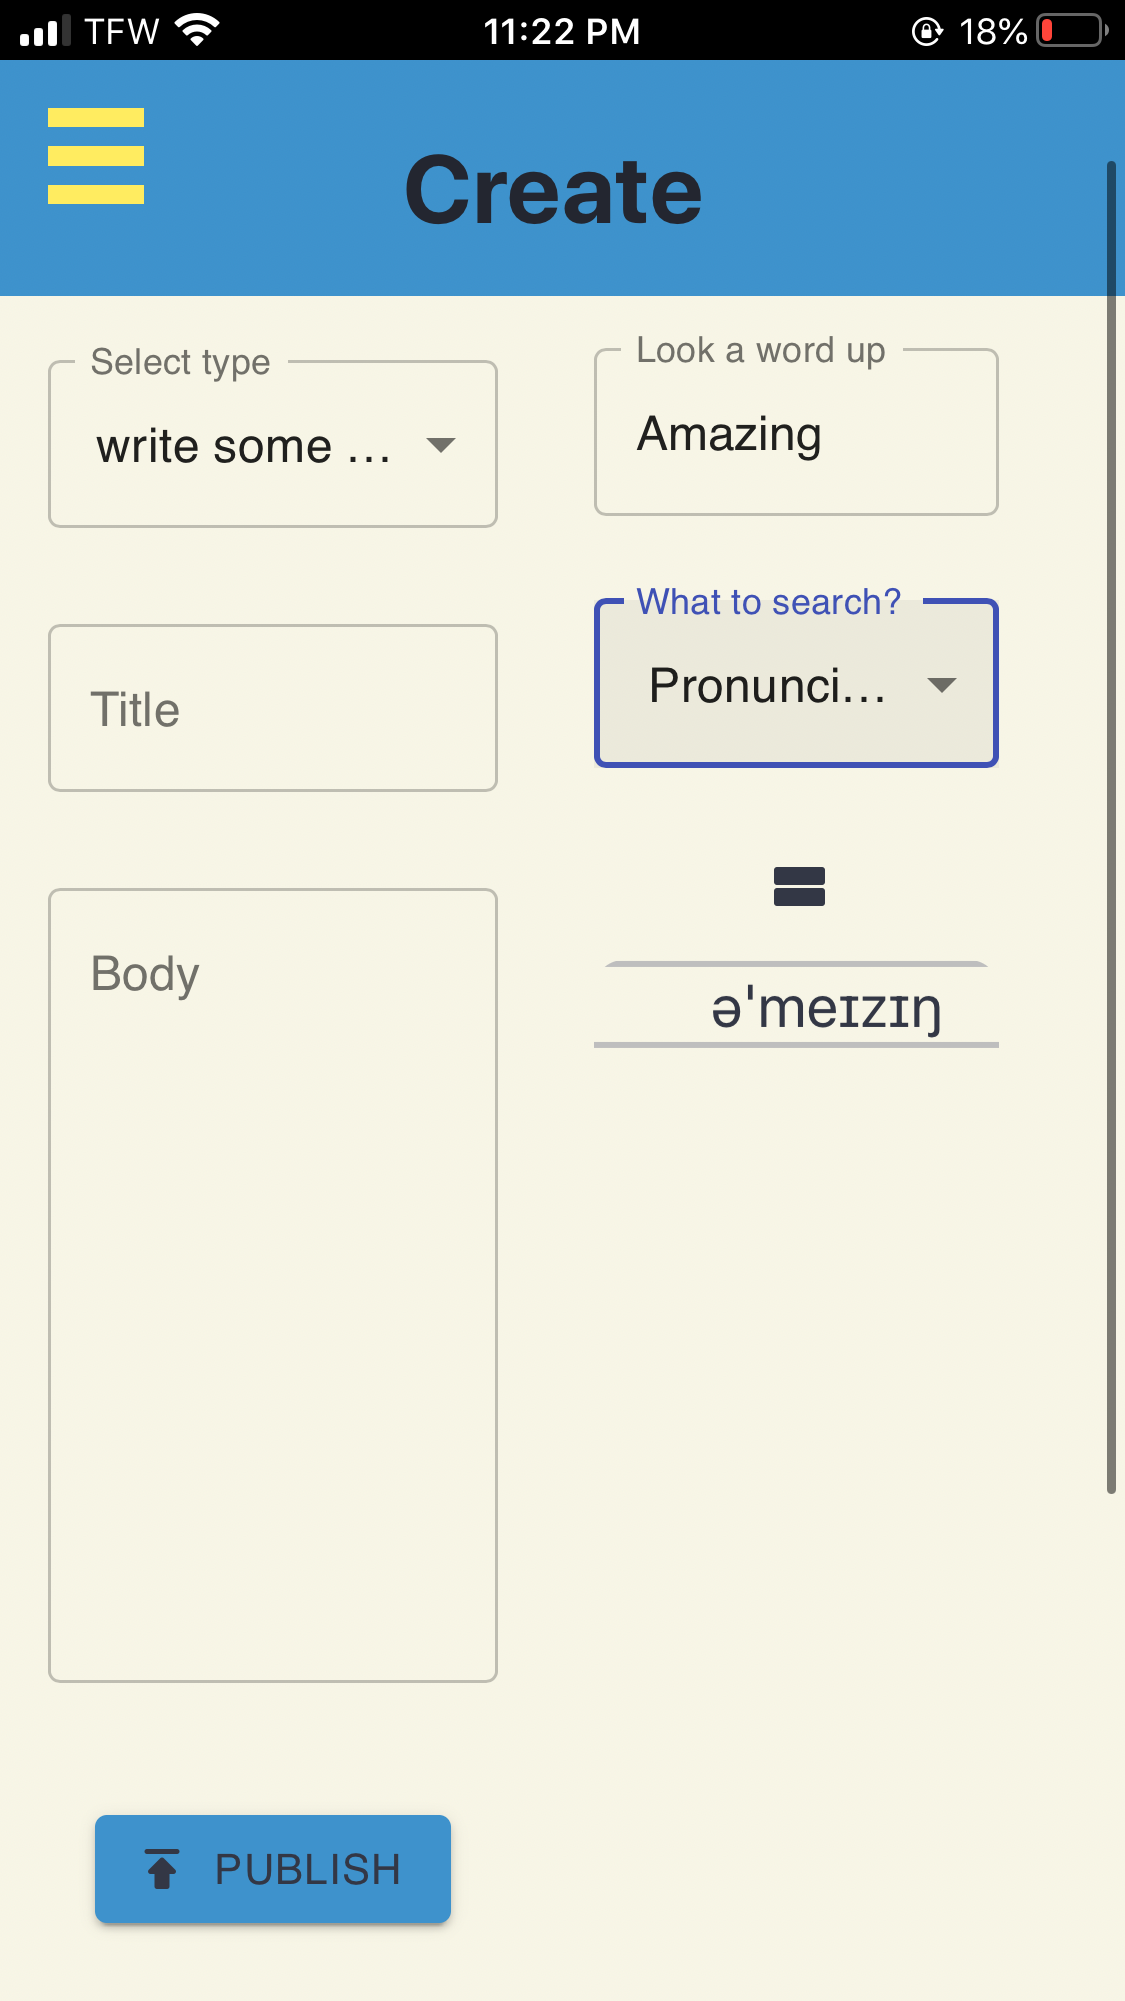 TFW 11:22 PM 18%
Create
Select type
write some ...
Title
Body
PUBLISH
Look a word up
Amazing
What to search?
Pronunci...
ə'meɪzɪŋ